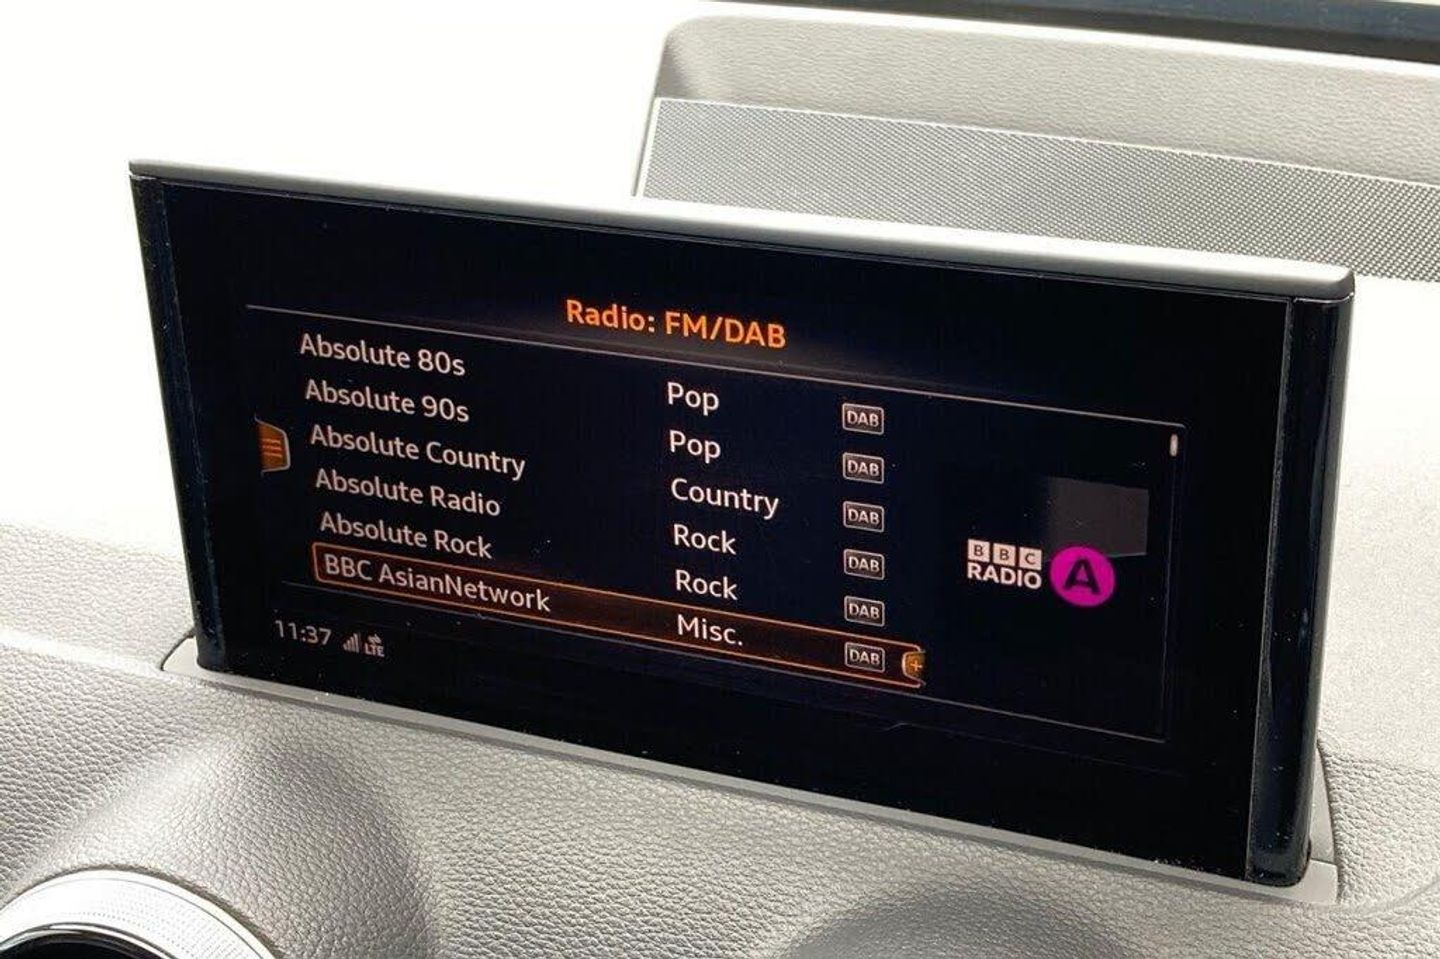 Radio: FM/DAB
Absolute 80s Pop DAB
Absolute 90s Pop DAB
Absolute Country Country DAB
Absolute Radio Rock DAB
Absolute Rock Rock DAB
BBC AsianNetwork Misc. DAB +
BBC
RADIO A
11:37 LTE